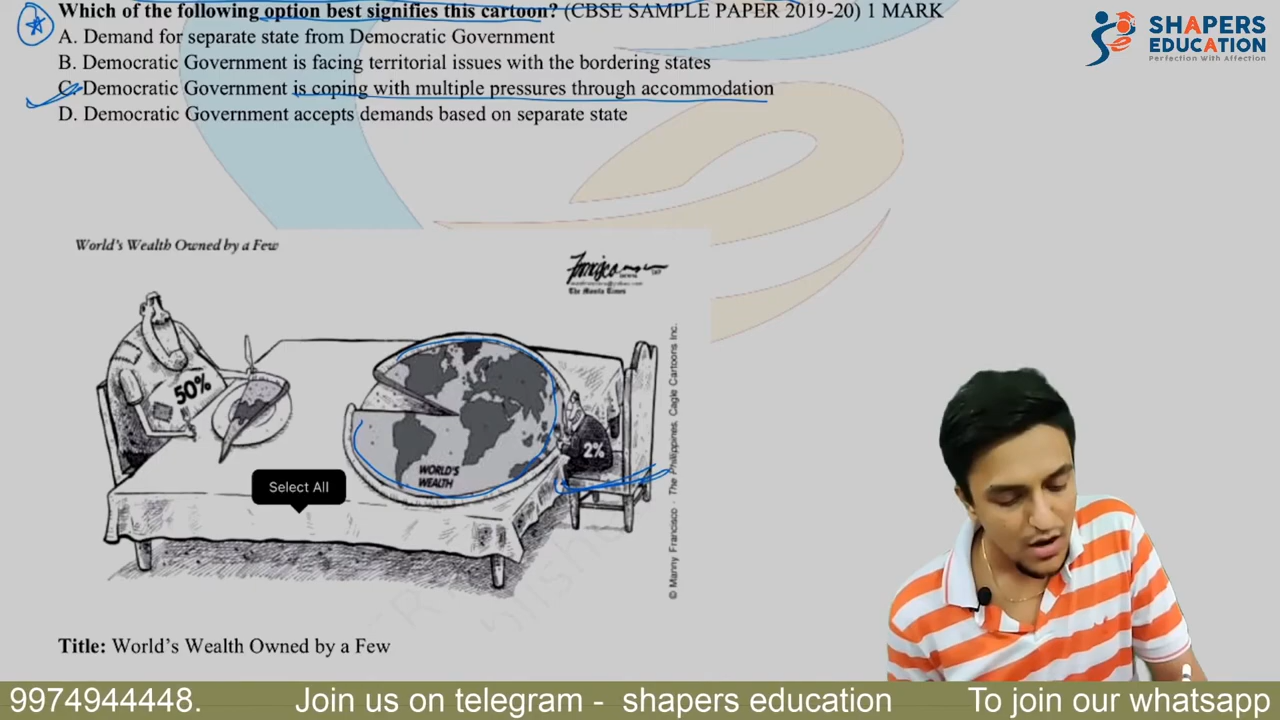 Which of the following option best signifies this cartoon? (CBSE SAMPLE PAPER 2019-20) 1 MARK
A. Demand for separate state from Democratic Government
B. Democratic Government is facing territorial issues with the bordering states
C. Democratic Government is coping with multiple pressures through accommodation
D. Democratic Government accepts demands based on separate state
SHAPERS
EDUCATION
Perfection With Affection
World's Wealth Owned by a Few
The Manila Times
50%
2%
WORLD'S
WEALTH
Select All
© Manny Francisco - The Philippines, Cagle Cartoons Inc.
Title: World's Wealth Owned by a Few
9974944448. Join us on telegram - shapers education To join our whatsapp